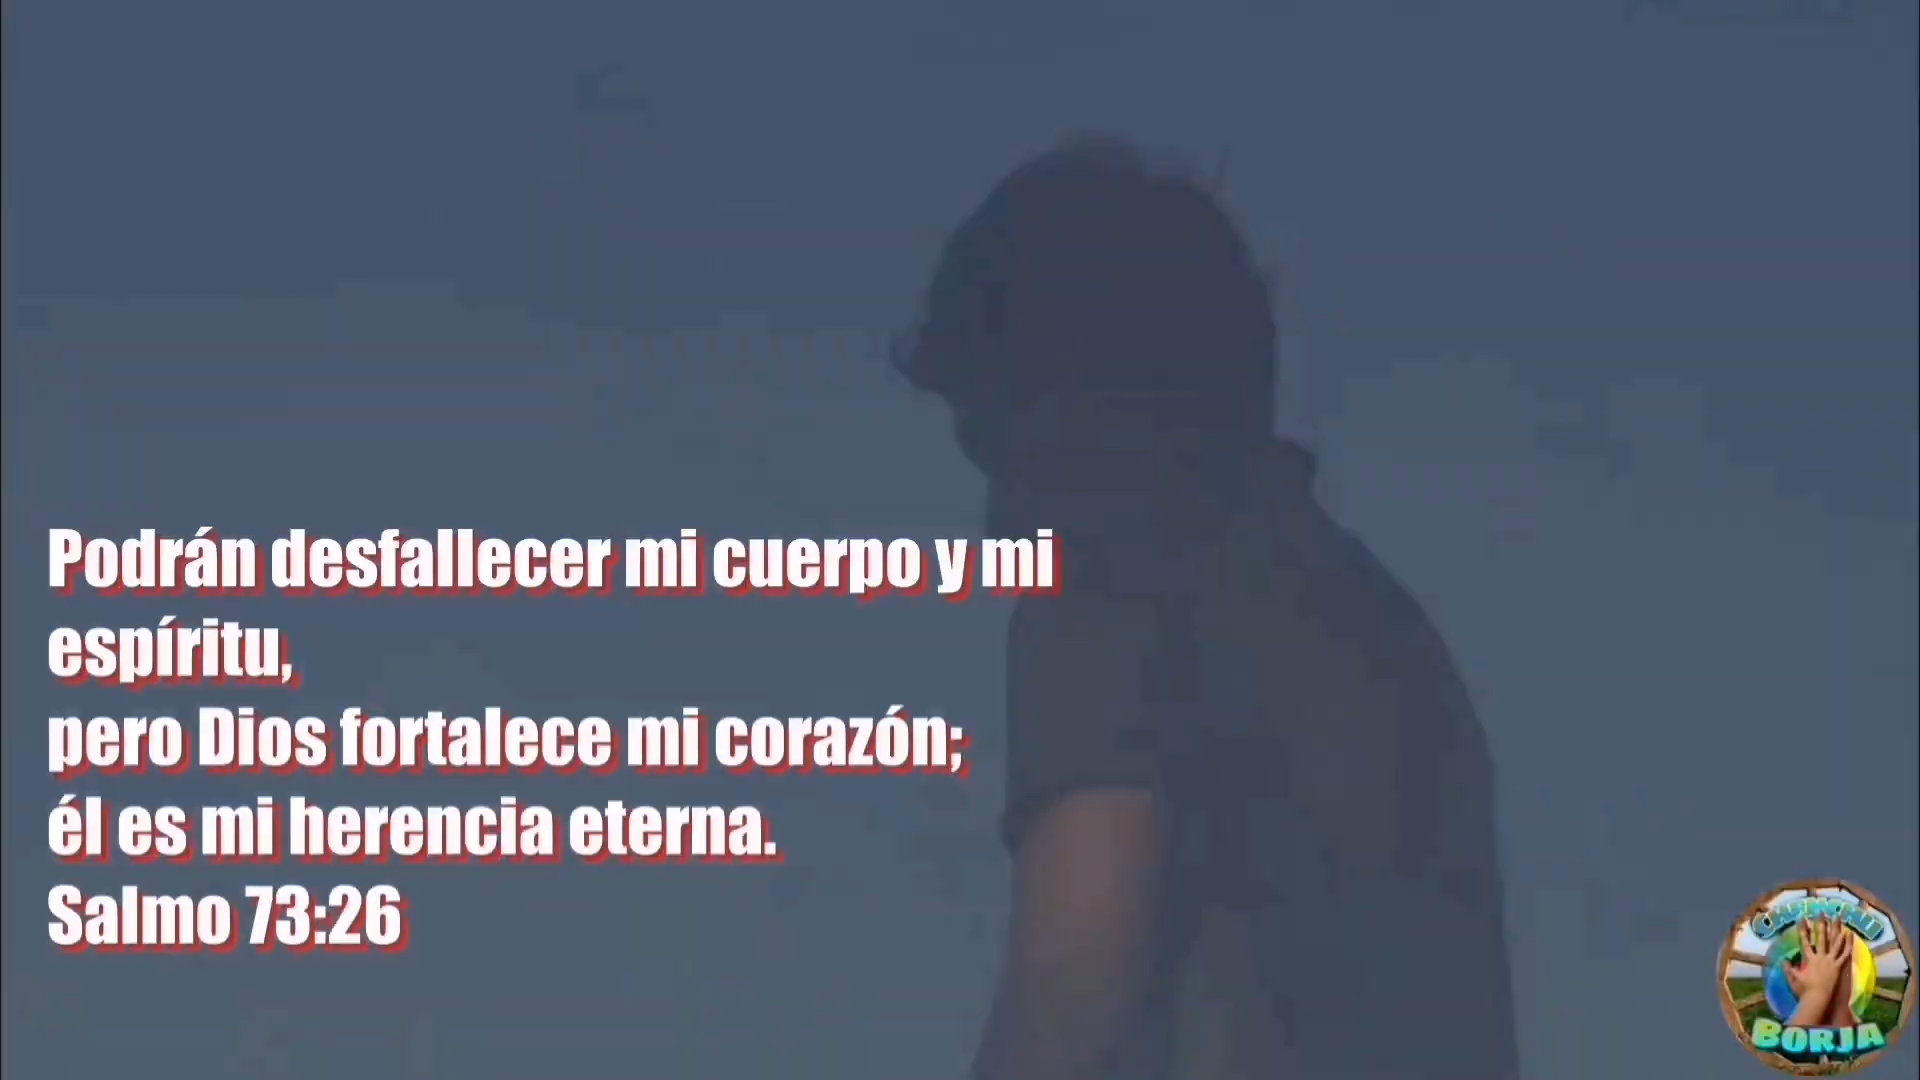 Podrán desfallecer mi cuerpo y mi
espíritu,
pero Dios fortalece mi corazón;
él es mi herencia eterna.
Salmo 73:26
BORJA